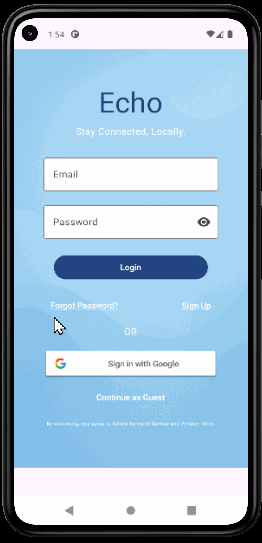 1:54
Echo
Stay Connected, Locally.
Email
Password
Login
Forgot Password? Sign Up
OR
Sign in with Google
Continue as Guest
By continuing, you agree to Echo's Terms of Service and Privacy Policy.